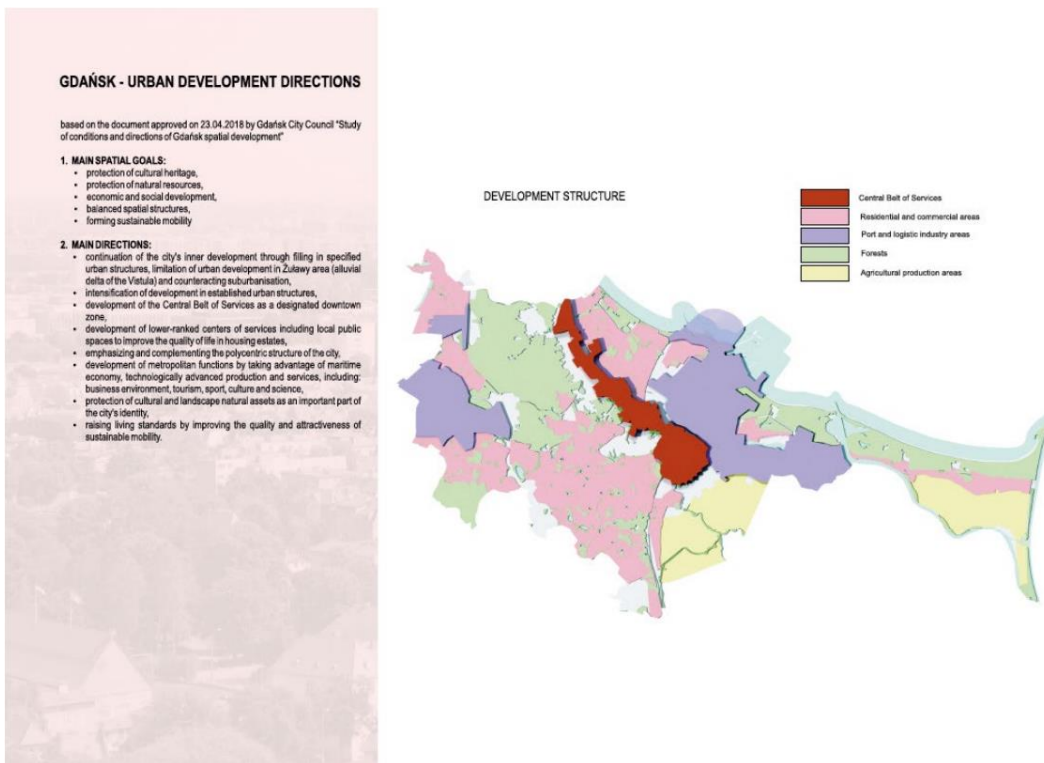 GDAŃSK - URBAN DEVELOPMENT DIRECTIONS
based on the document approved on 23.04.2018 by Gdańsk City Council "Study
of conditions and directions of Gdańsk spatial development"
1. MAIN SPATIAL GOALS:
• protection of cultural heritage,
• protection of natural resources,
• economic and social development,
• balanced spatial structures,
• forming sustainable mobility
2. MAIN DIRECTIONS:
• continuation of the city's inner development through filling in specified
urban structures, limitation of urban development in Żuławy area (alluvial
delta of the Vistula) and counteracting suburbanisation,
• intensification of development in established urban structures,
• development of the Central Belt of Services as a designated downtown
zone,
• development of lower-ranked centers of services including local public
spaces to improve the quality of life in housing estates,
• emphasizing and complementing the polycentric structure of the city,
• development of metropolitan functions by taking advantage of maritime
economy, technologically advanced production and services, including:
business environment, tourism, sport, culture and science,
• protection of cultural and landscape natural assets as an important part of
the city's identity,
• raising living standards by improving the quality and attractiveness of
sustainable mobility.
DEVELOPMENT STRUCTURE
Central Belt of Services
Residential and commercial areas
Port and logistic industry areas
Forests
Agricultural production areas